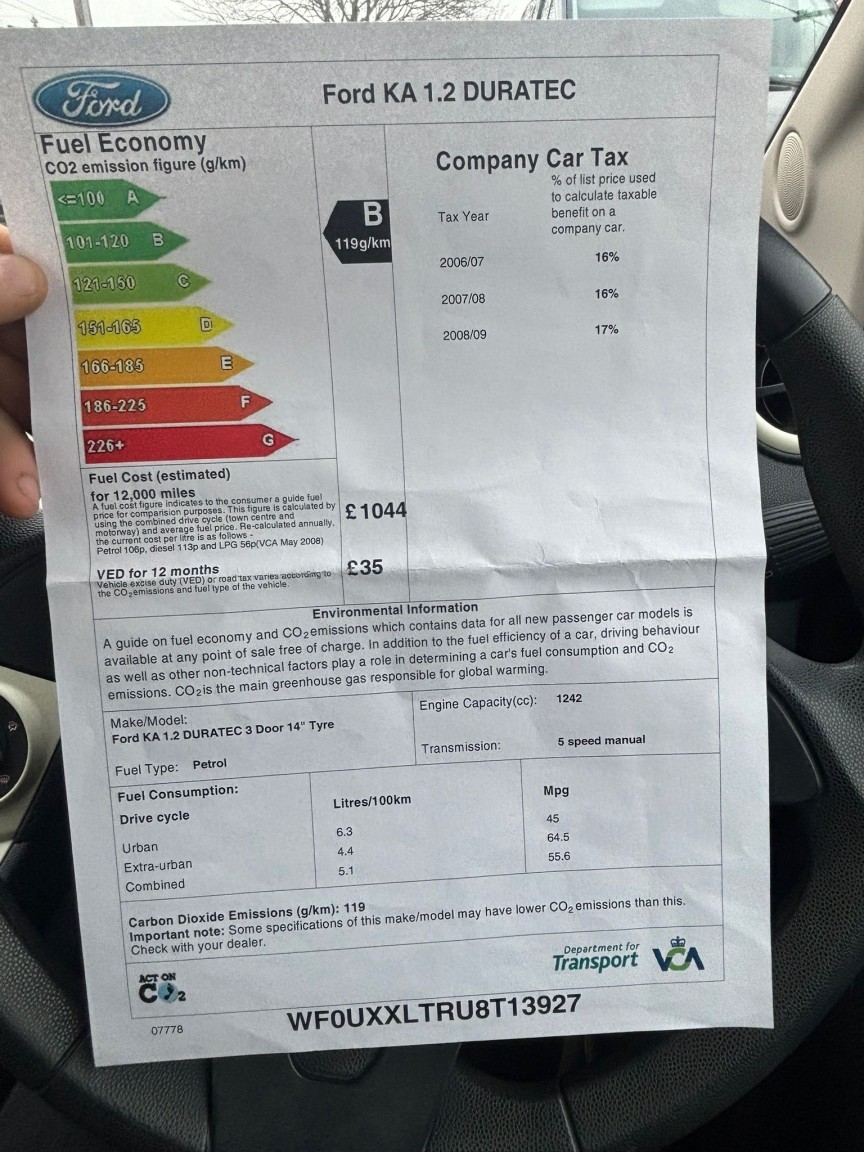 Ford
Ford KA 1.2 DURATEC
Fuel Economy
CO2 emission figure (g/km)
<=100 A
101-120 B
121-150 C
151-165 D
166-185 E
186-225 F
226+ G
B
119g/km
Company Car Tax
Tax Year
% of list price used
to calculate taxable
benefit on a
company car.
2006/07 16%
2007/08 16%
2008/09 17%
Fuel Cost (estimated)
for 12,000 miles
A fuel cost figure indicates to the consumer a guide fuel
price for comparision purposes. This figure is calculated by
using the combined drive cycle (town centre and
motorway) and average fuel price. Re-calculated annually,
the current cost per litre is as follows -
Petrol 106p, diesel 113p and LPG 56p(VCA May 2008)
£1044
VED for 12 months
Vehicle excise duty (VED) or road tax varies according to
the CO2 emissions and fuel type of the vehicle.
£35
Environmental Information
A guide on fuel economy and CO2 emissions which contains data for all new passenger car models is
available at any point of sale free of charge. In addition to the fuel efficiency of a car, driving behaviour
as well as other non-technical factors play a role in determining a car's fuel consumption and CO2
emissions. CO2 is the main greenhouse gas responsible for global warming.
Make/Model:
Ford KA 1.2 DURATEC 3 Door 14" Tyre
Fuel Type: Petrol
Engine Capacity(cc): 1242
Transmission: 5 speed manual
Fuel Consumption:
Drive cycle Litres/100km Mpg
Urban 6.3 45
Extra-urban 4.4 64.5
Combined 5.1 55.6
Carbon Dioxide Emissions (g/km): 119
Important note: Some specifications of this make/model may have lower CO2 emissions than this.
Check with your dealer.
ACT ON
CO2
Department for
Transport
VCA
07778
WF0UXXLTRU8T13927